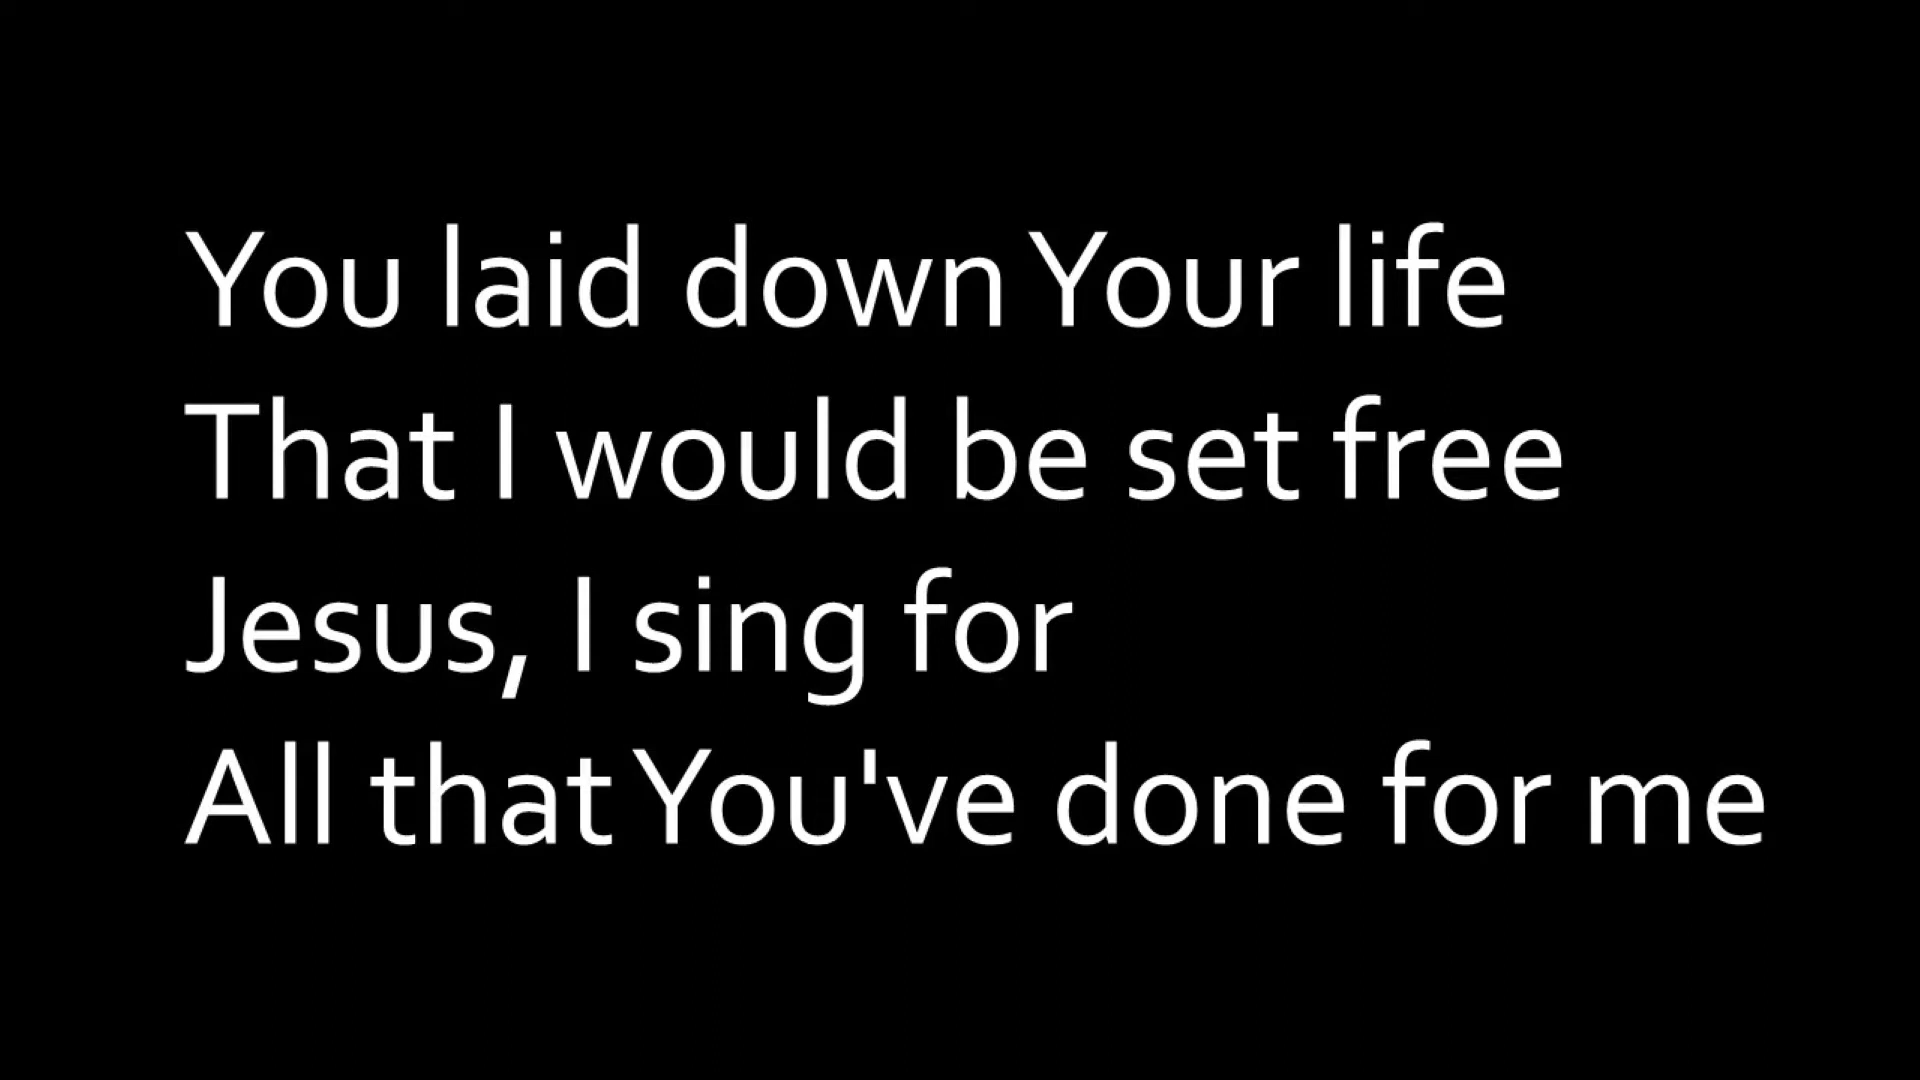 You laid down Your life
That I would be set free
Jesus, I sing for
All that You've done for me